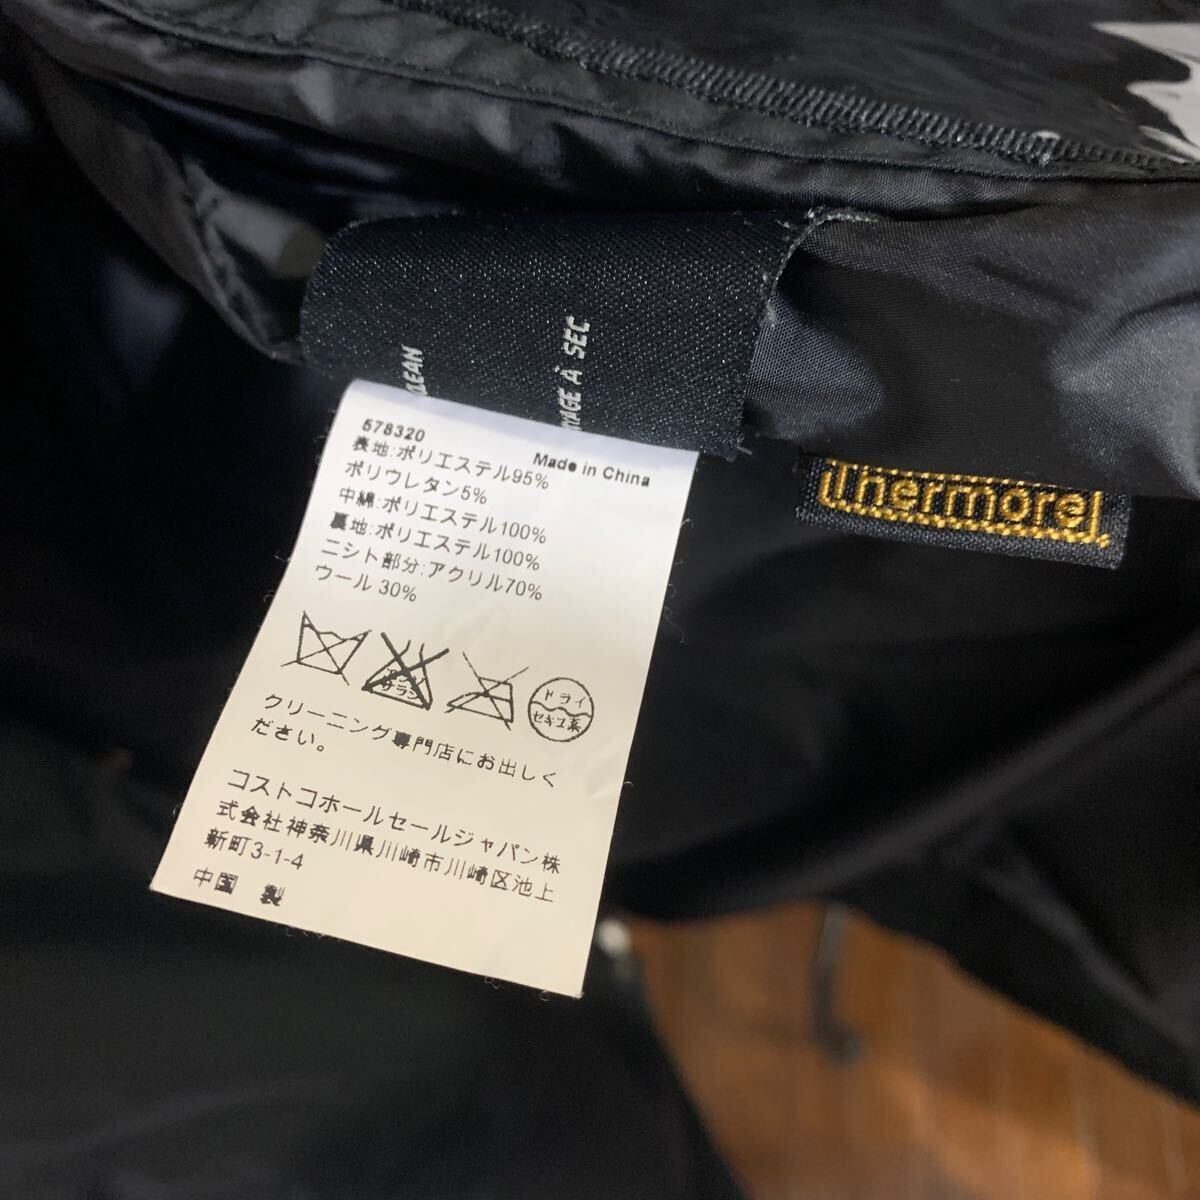 CLEAN
À SEC
Thermore
578320
Made in China
表地:ポリエステル95%
ポリウレタン5%
中綿:ポリエステル100%
裏地:ポリエステル100%
ニット部分:アクリル70%
ウール 30%
サラシ
ドライ
セキユ系
クリーニング専門店にお出しく
ださい。
コストコホールセールジャパン株
式会社神奈川県川崎市川崎区池上
新町3-1-4
中国 製